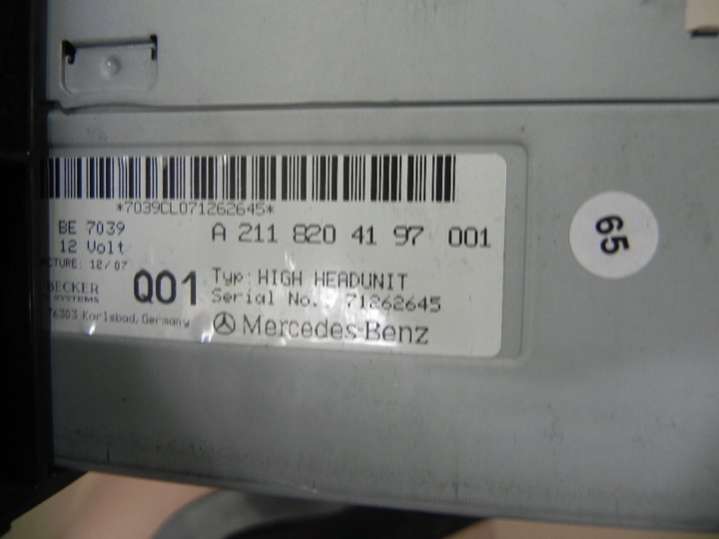 *7039CL071262645*
BE 7039
12 Volt
CTURE: 12/07
BECKER
SYSTEMS
76303 Karlsbad, Germany
Q01
A 211 820 41 97 001
Typ: HIGH HEADUNIT
Serial No. 71262645
Mercedes-Benz
65